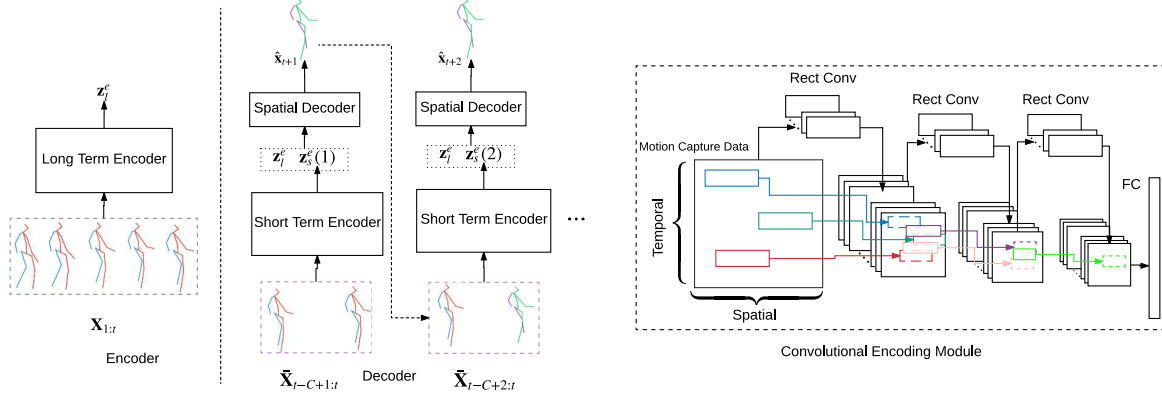 z_l^e
Long Term Encoder
X_{1:t}
Encoder
x̂_{t+1}
Spatial Decoder
z_l^e z_s^e(1)
Short Term Encoder
X̄_{t−C+1:t}
Decoder
x̂_{t+2}
Spatial Decoder
z_l^e z_s^e(2)
Short Term Encoder
...
X̄_{t−C+2:t}
Rect Conv
Rect Conv
Rect Conv
Motion Capture Data
Temporal
Spatial
FC
Convolutional Encoding Module